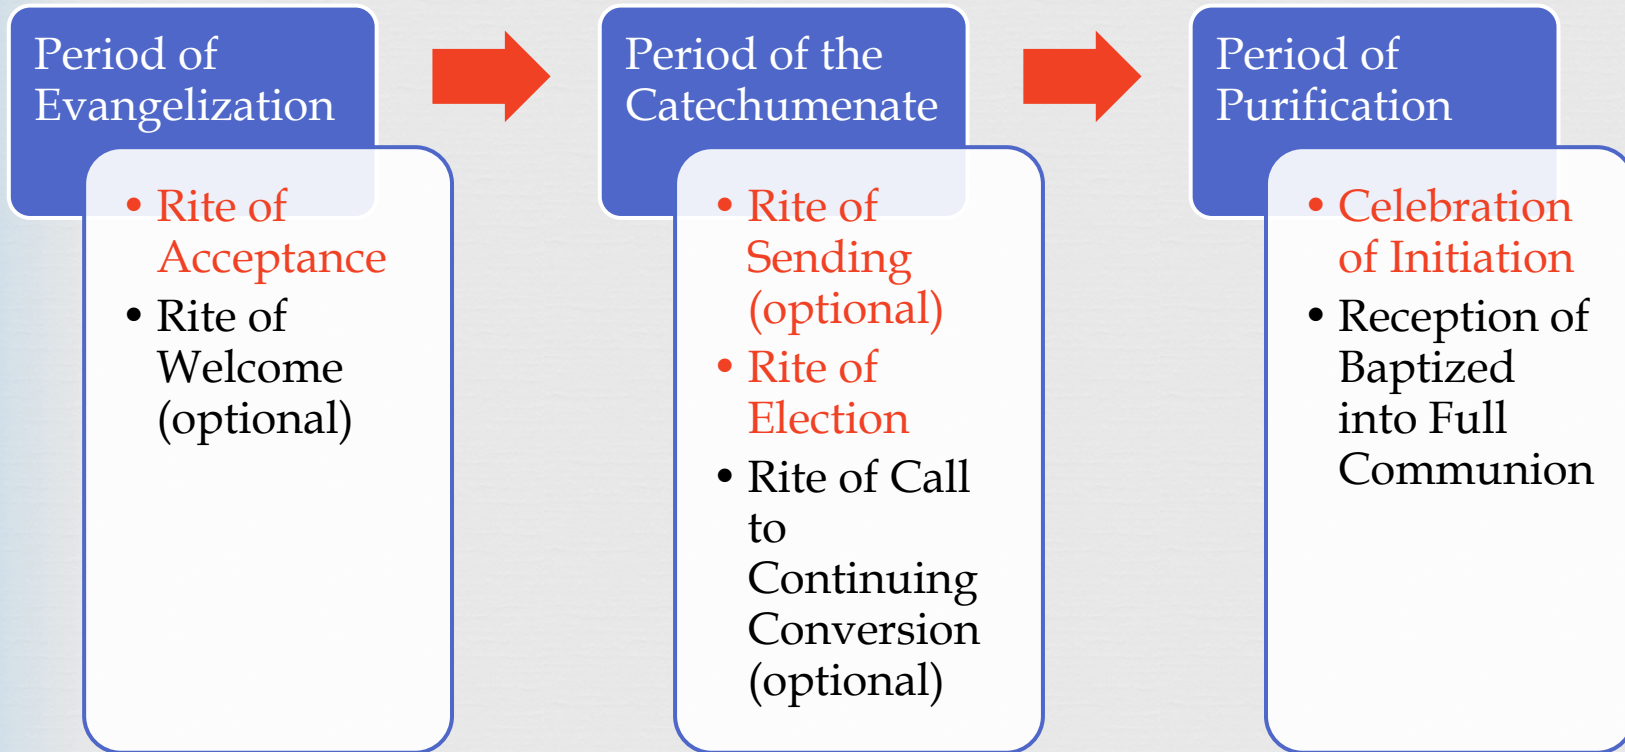 Period of
Evangelization
• Rite of
Acceptance
• Rite of
Welcome
(optional)
Period of the
Catechumenate
• Rite of
Sending
(optional)
• Rite of
Election
• Rite of Call
to
Continuing
Conversion
(optional)
Period of
Purification
• Celebration
of Initiation
• Reception of
Baptized
into Full
Communion